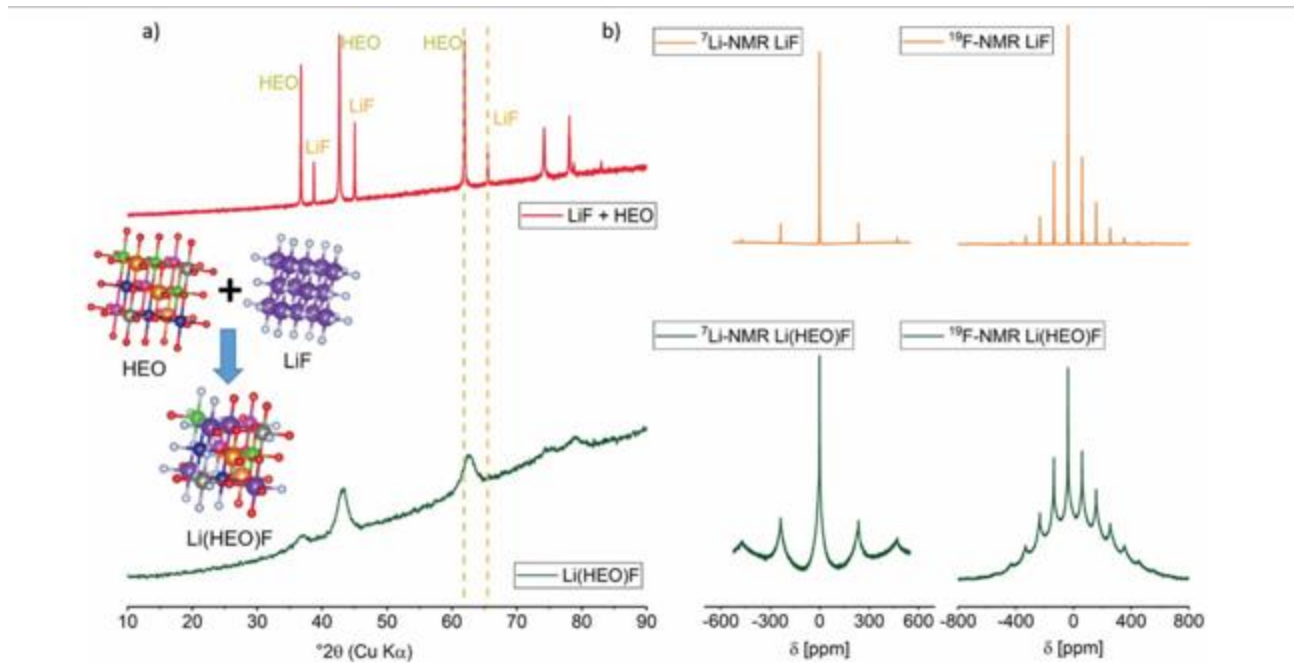 a)
HEO
HEO
HEO
LiF
LiF
LiF
LiF + HEO
HEO
+
LiF
Li(HEO)F
Li(HEO)F
10 20 30 40 50 60 70 80 90
°2θ (Cu Kα)
b)
⁷Li-NMR LiF
¹⁹F-NMR LiF
⁷Li-NMR Li(HEO)F
¹⁹F-NMR Li(HEO)F
-600 -300 0 300 600
δ [ppm]
-800 -400 0 400 800
δ [ppm]